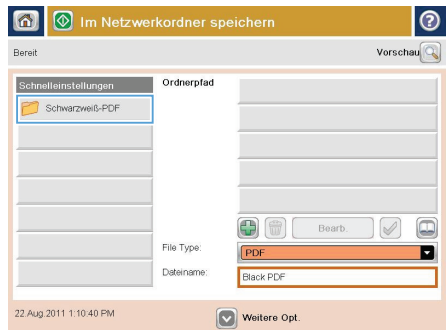 Im Netzwerkordner speichern
Bereit
Vorschau
Schnelleinstellungen
Ordnerpfad
Schwarzweiß-PDF
Bearb.
File Type:
PDF
Dateiname:
Black PDF
22.Aug.2011 1:10:40 PM
Weitere Opt.